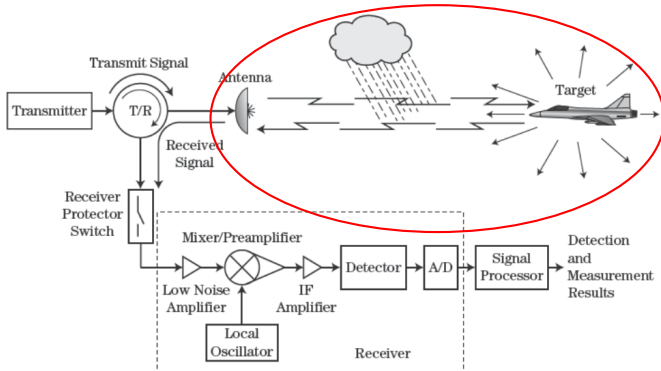 Transmit Signal
Antenna
Target
Transmitter
T/R
Received
Signal
Receiver
Protector
Switch
Mixer/Preamplifier
Detector
A/D
Signal
Processor
Detection
and
Measurement
Results
Low Noise
Amplifier
IF
Amplifier
Local
Oscillator
Receiver